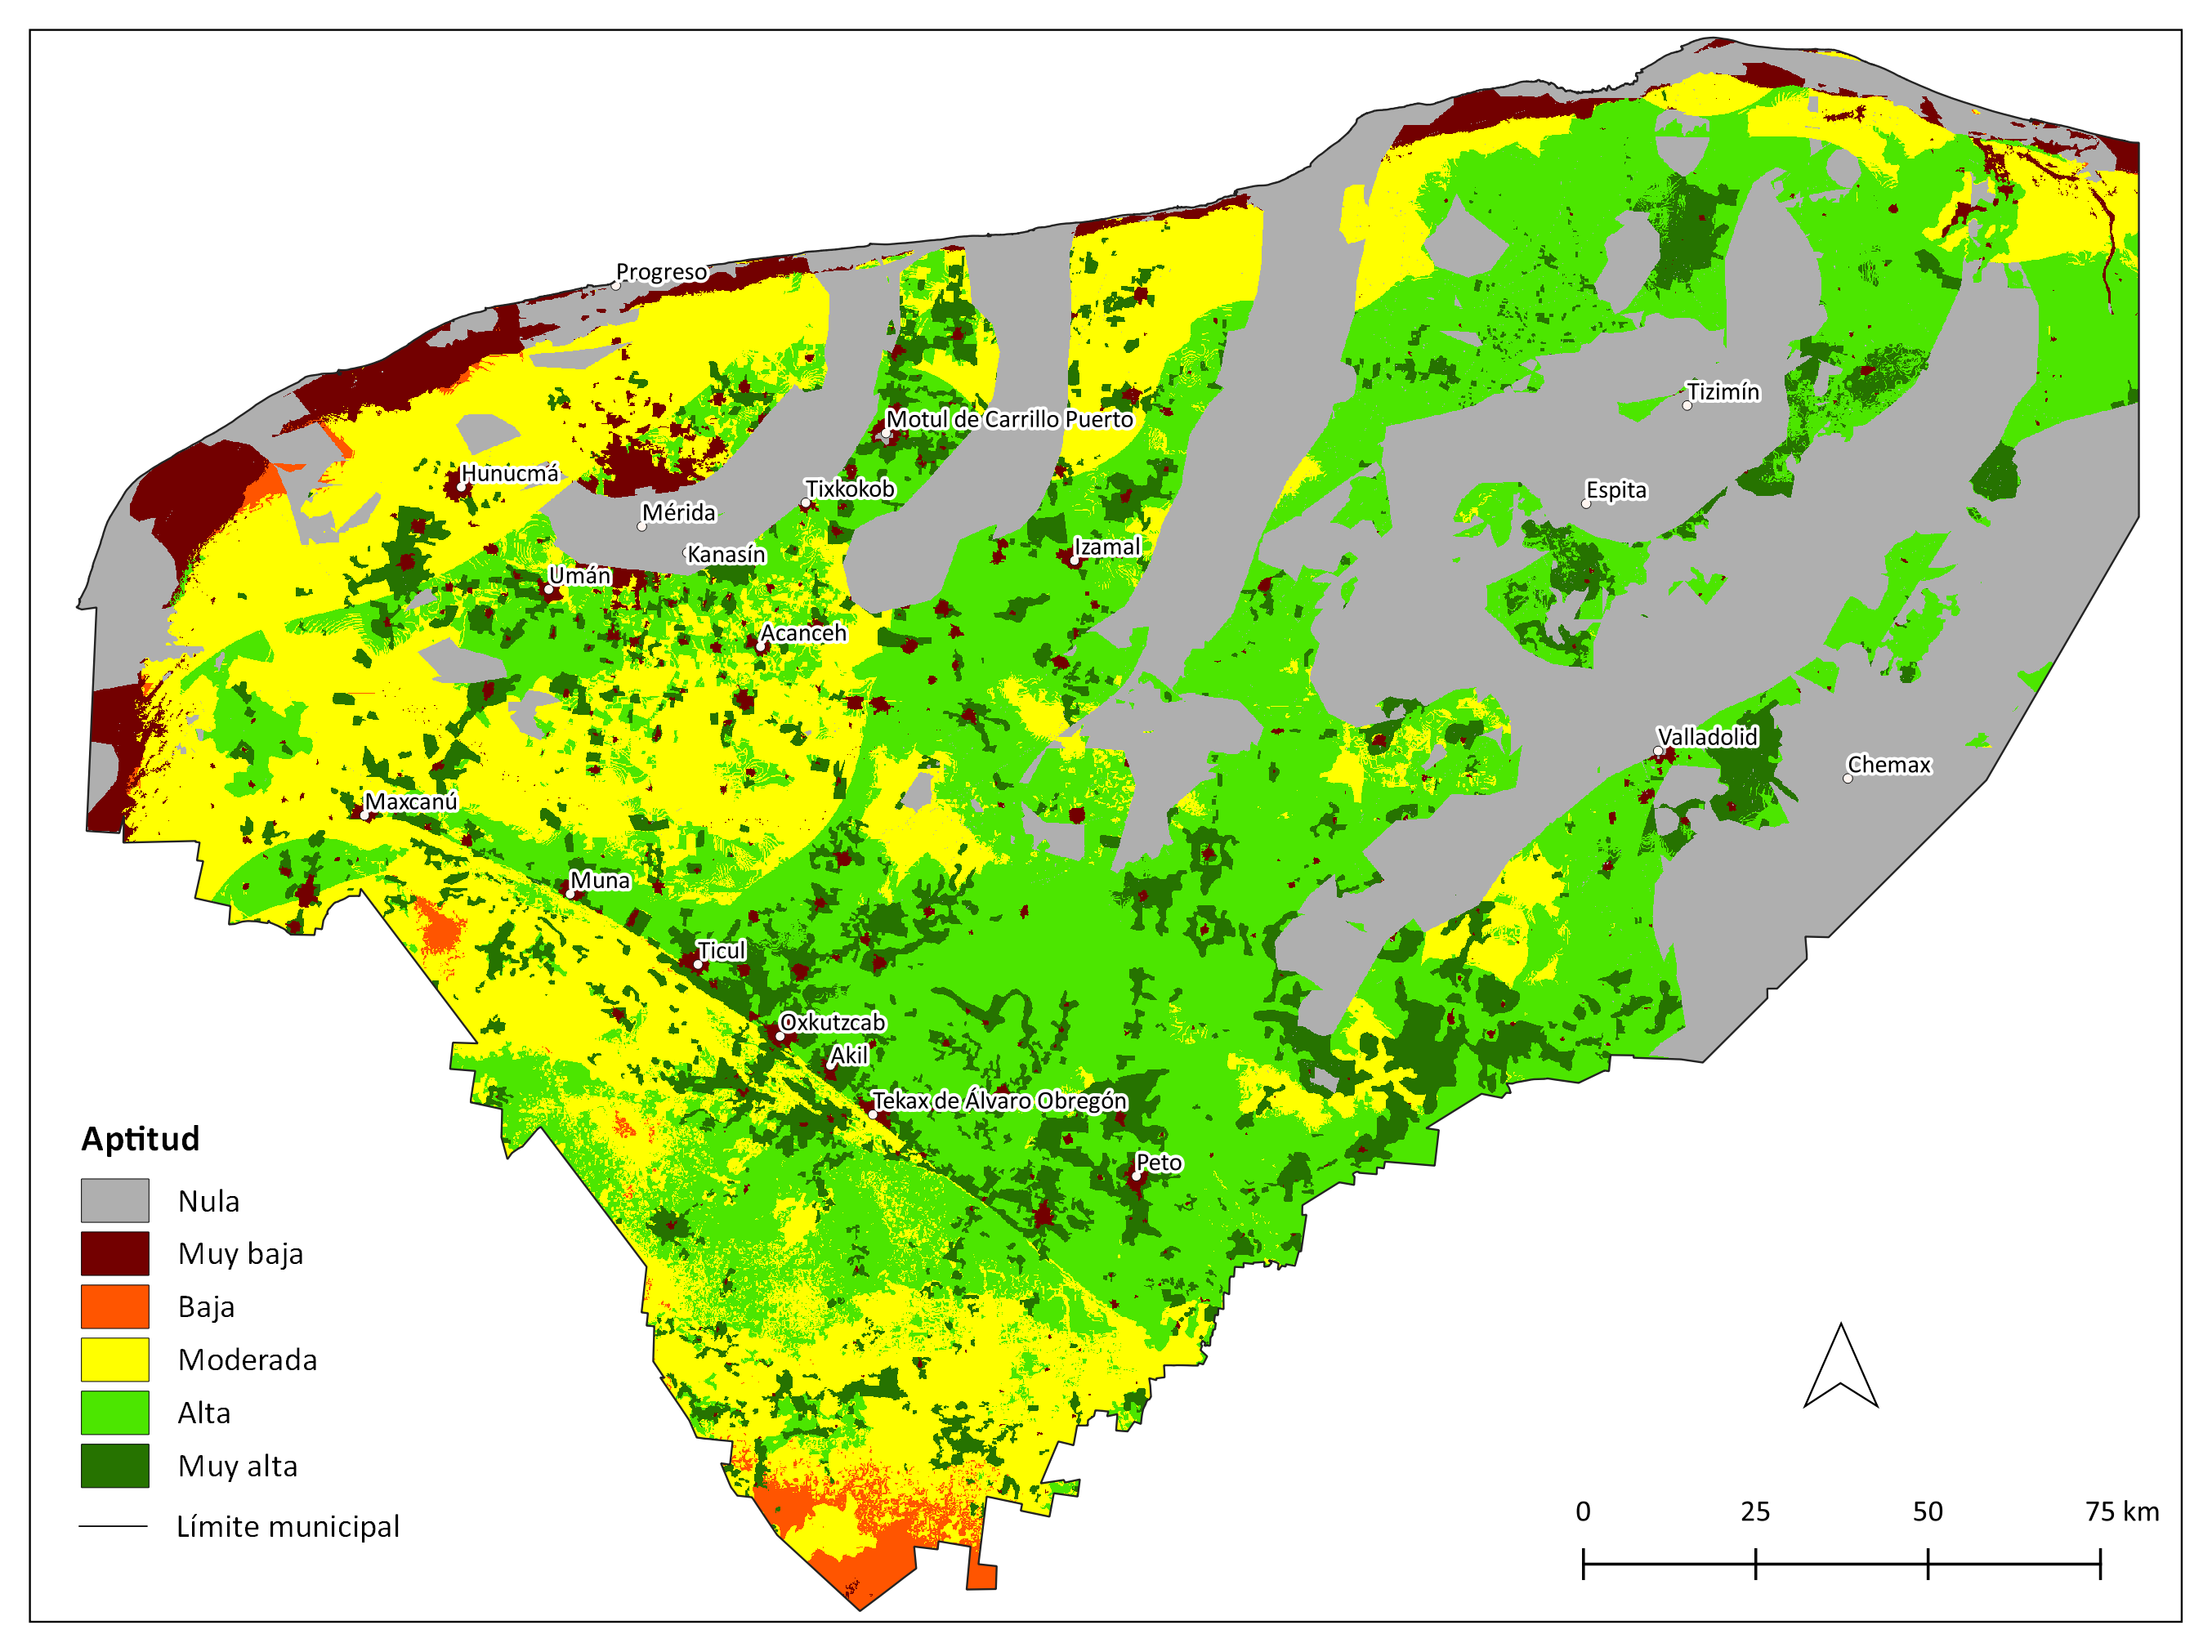 Progreso
Tizimín
Motul de Carrillo Puerto
Hunucmá
Tixkokob
Espita
Mérida
Izamal
Kanasín
Umán
Acanceh
Valladolid
Chemax
Maxcanú
Muna
Ticul
Oxkutzcab
Akil
Tekax de Álvaro Obregón
Peto
Aptitud
Nula
Muy baja
Baja
Moderada
Alta
Muy alta
Límite municipal
0 25 50 75 km